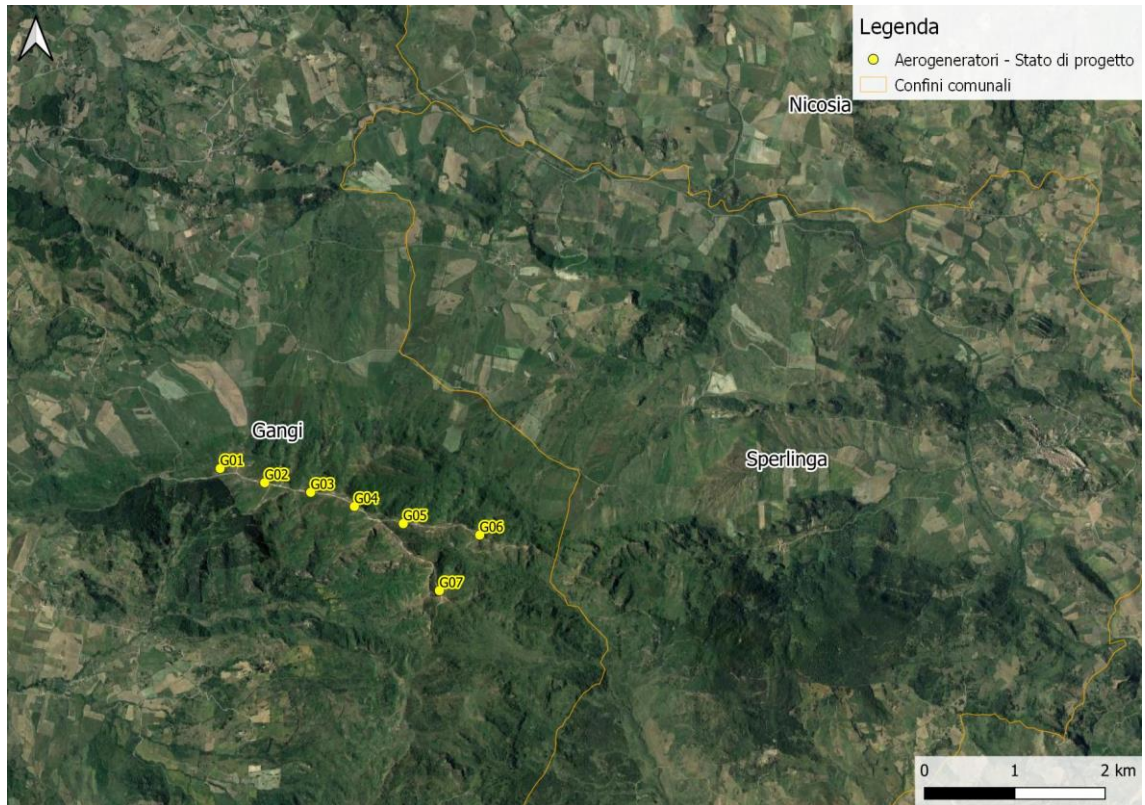 Legenda
Aerogeneratori - Stato di progetto
Confini comunali
Nicosia
Gangi
Sperlinga
G01
G02
G03
G04
G05
G06
G07
0 1 2 km